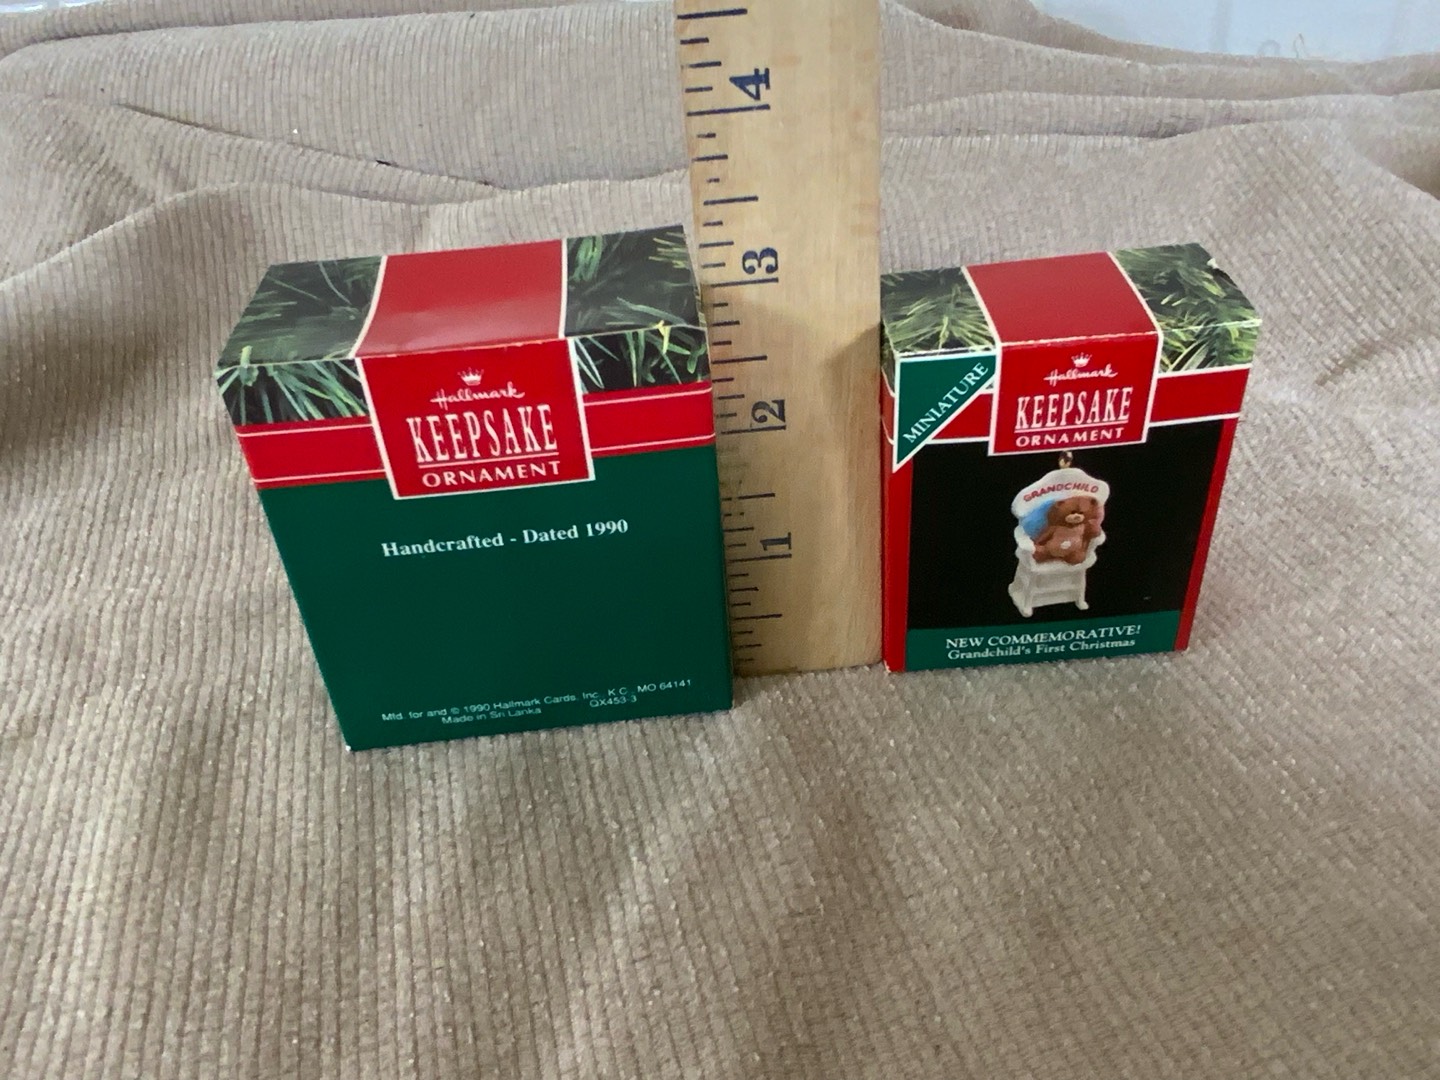 Hallmark
KEEPSAKE
ORNAMENT
Handcrafted - Dated 1990
Mfd. for and © 1990 Hallmark Cards, Inc., K.C., MO 64141
Made in Sri Lanka QX453-3
4
3
2
1
MINIATURE
Hallmark
KEEPSAKE
ORNAMENT
GRANDCHILD
NEW COMMEMORATIVE!
Grandchild's First Christmas